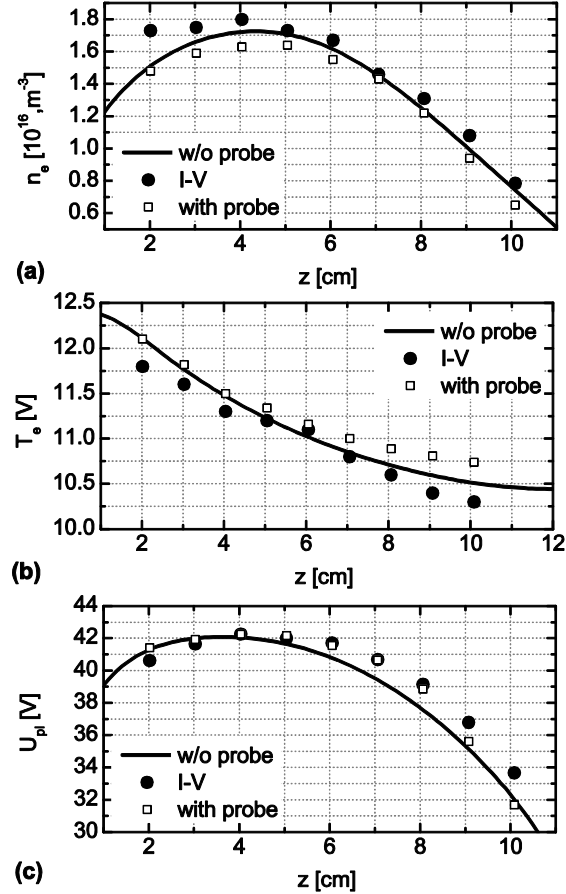 1.8
1.6
1.4
1.2
1.0
0.8
0.6
n_e [10^16, m^-3]
w/o probe
I-V
with probe
2 4 6 8 10
z [cm]
(a)
12.5
12.0
11.5
11.0
10.5
10.0
T_e [V]
w/o probe
I-V
with probe
2 4 6 8 10 12
z [cm]
(b)
44
42
40
38
36
34
32
30
U_pl [V]
w/o probe
I-V
with probe
2 4 6 8 10
z [cm]
(c)